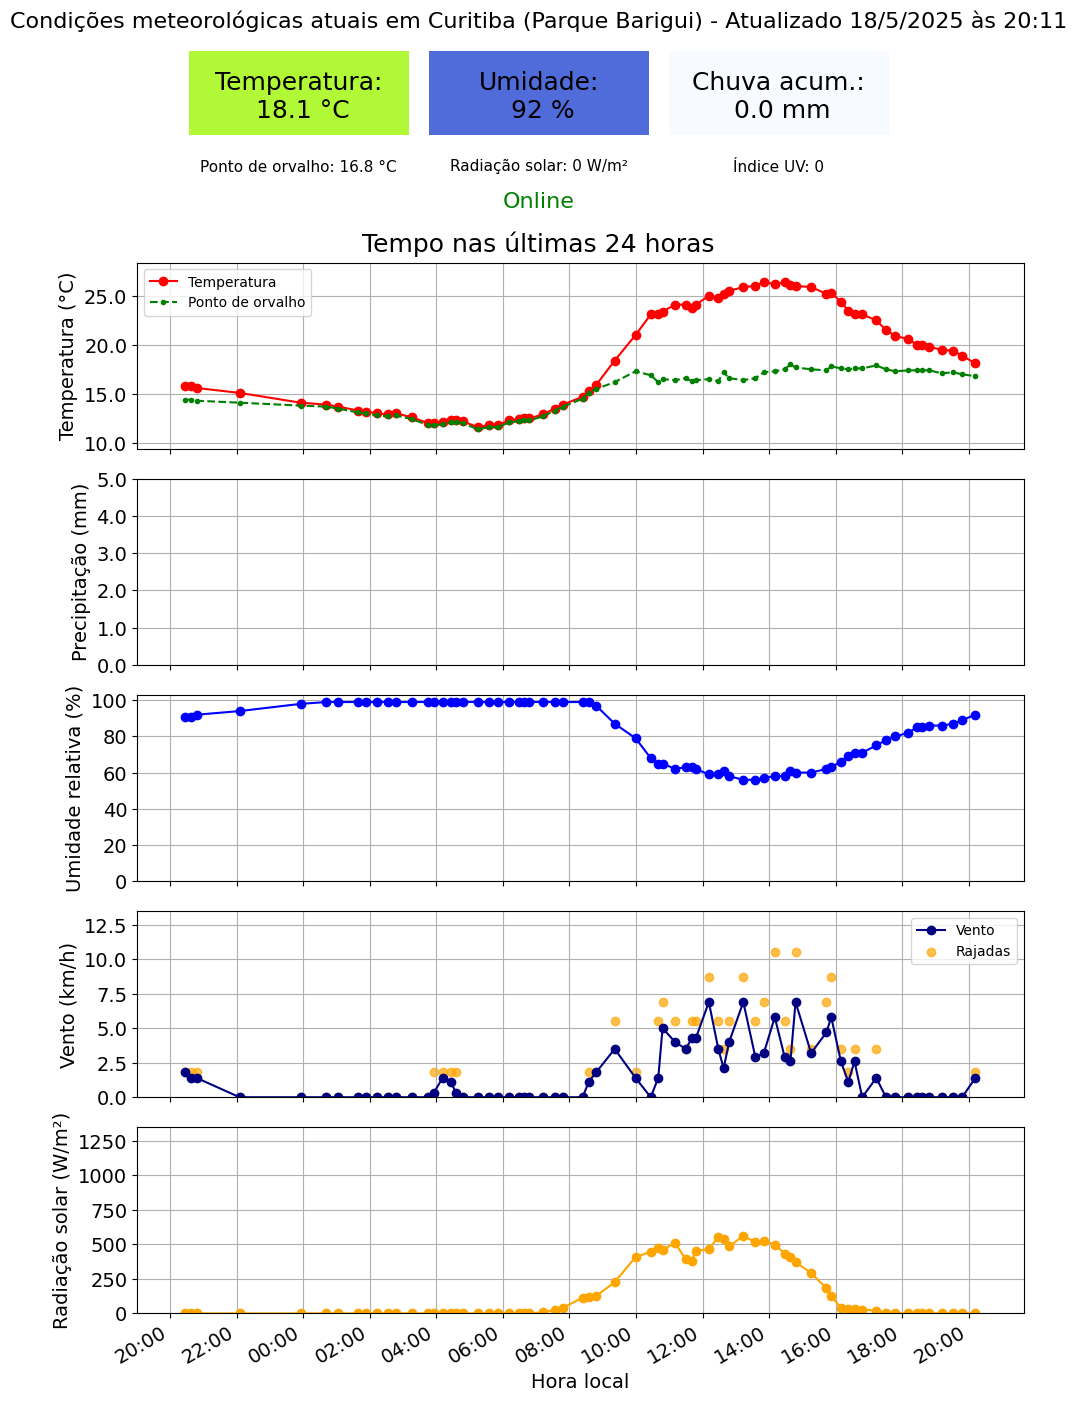 Condições meteorológicas atuais em Curitiba (Parque Barigui) - Atualizado 18/5/2025 às 20:11
Temperatura:
18.1 °C
Umidade:
92 %
Chuva acum.:
0.0 mm
Ponto de orvalho: 16.8 °C
Radiação solar: 0 W/m²
Índice UV: 0
Online
Tempo nas últimas 24 horas
Temperatura (°C)
25.0
20.0
15.0
10.0
Temperatura
Ponto de orvalho
Precipitação (mm)
5.0
4.0
3.0
2.0
1.0
0.0
Umidade relativa (%)
100
80
60
40
20
0
Vento (km/h)
12.5
10.0
7.5
5.0
2.5
0.0
Vento
Rajadas
Radiação solar (W/m²)
1250
1000
750
500
250
0
20:00
22:00
00:00
02:00
04:00
06:00
08:00
10:00
12:00
14:00
16:00
18:00
20:00
Hora local